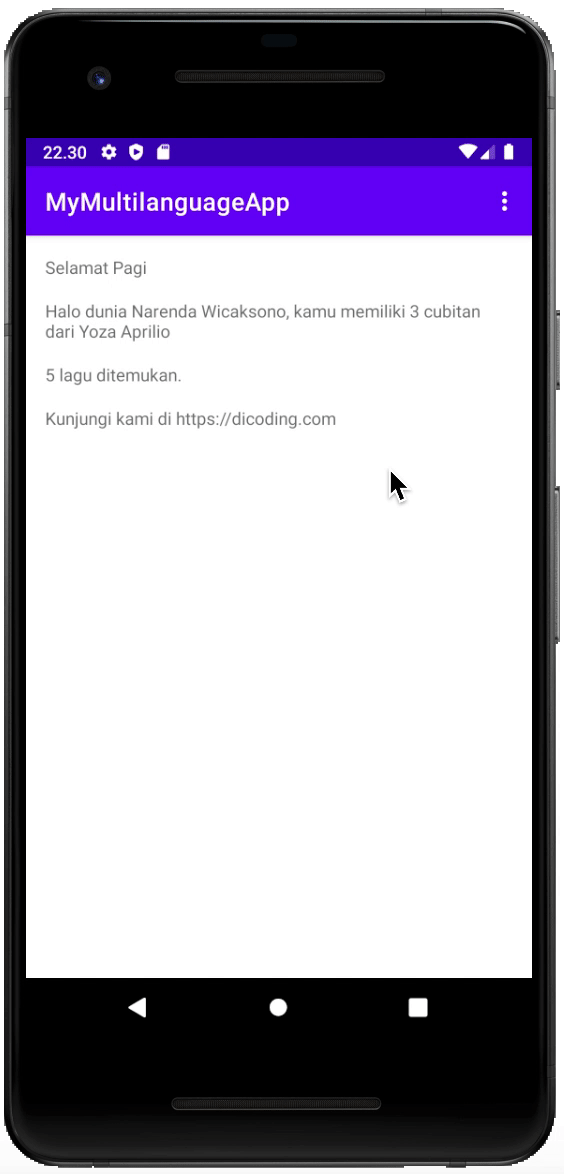 22.30
MyMultilanguageApp
Selamat Pagi
Halo dunia Narenda Wicaksono, kamu memiliki 3 cubitan
dari Yoza Aprilio
5 lagu ditemukan.
Kunjungi kami di https://dicoding.com